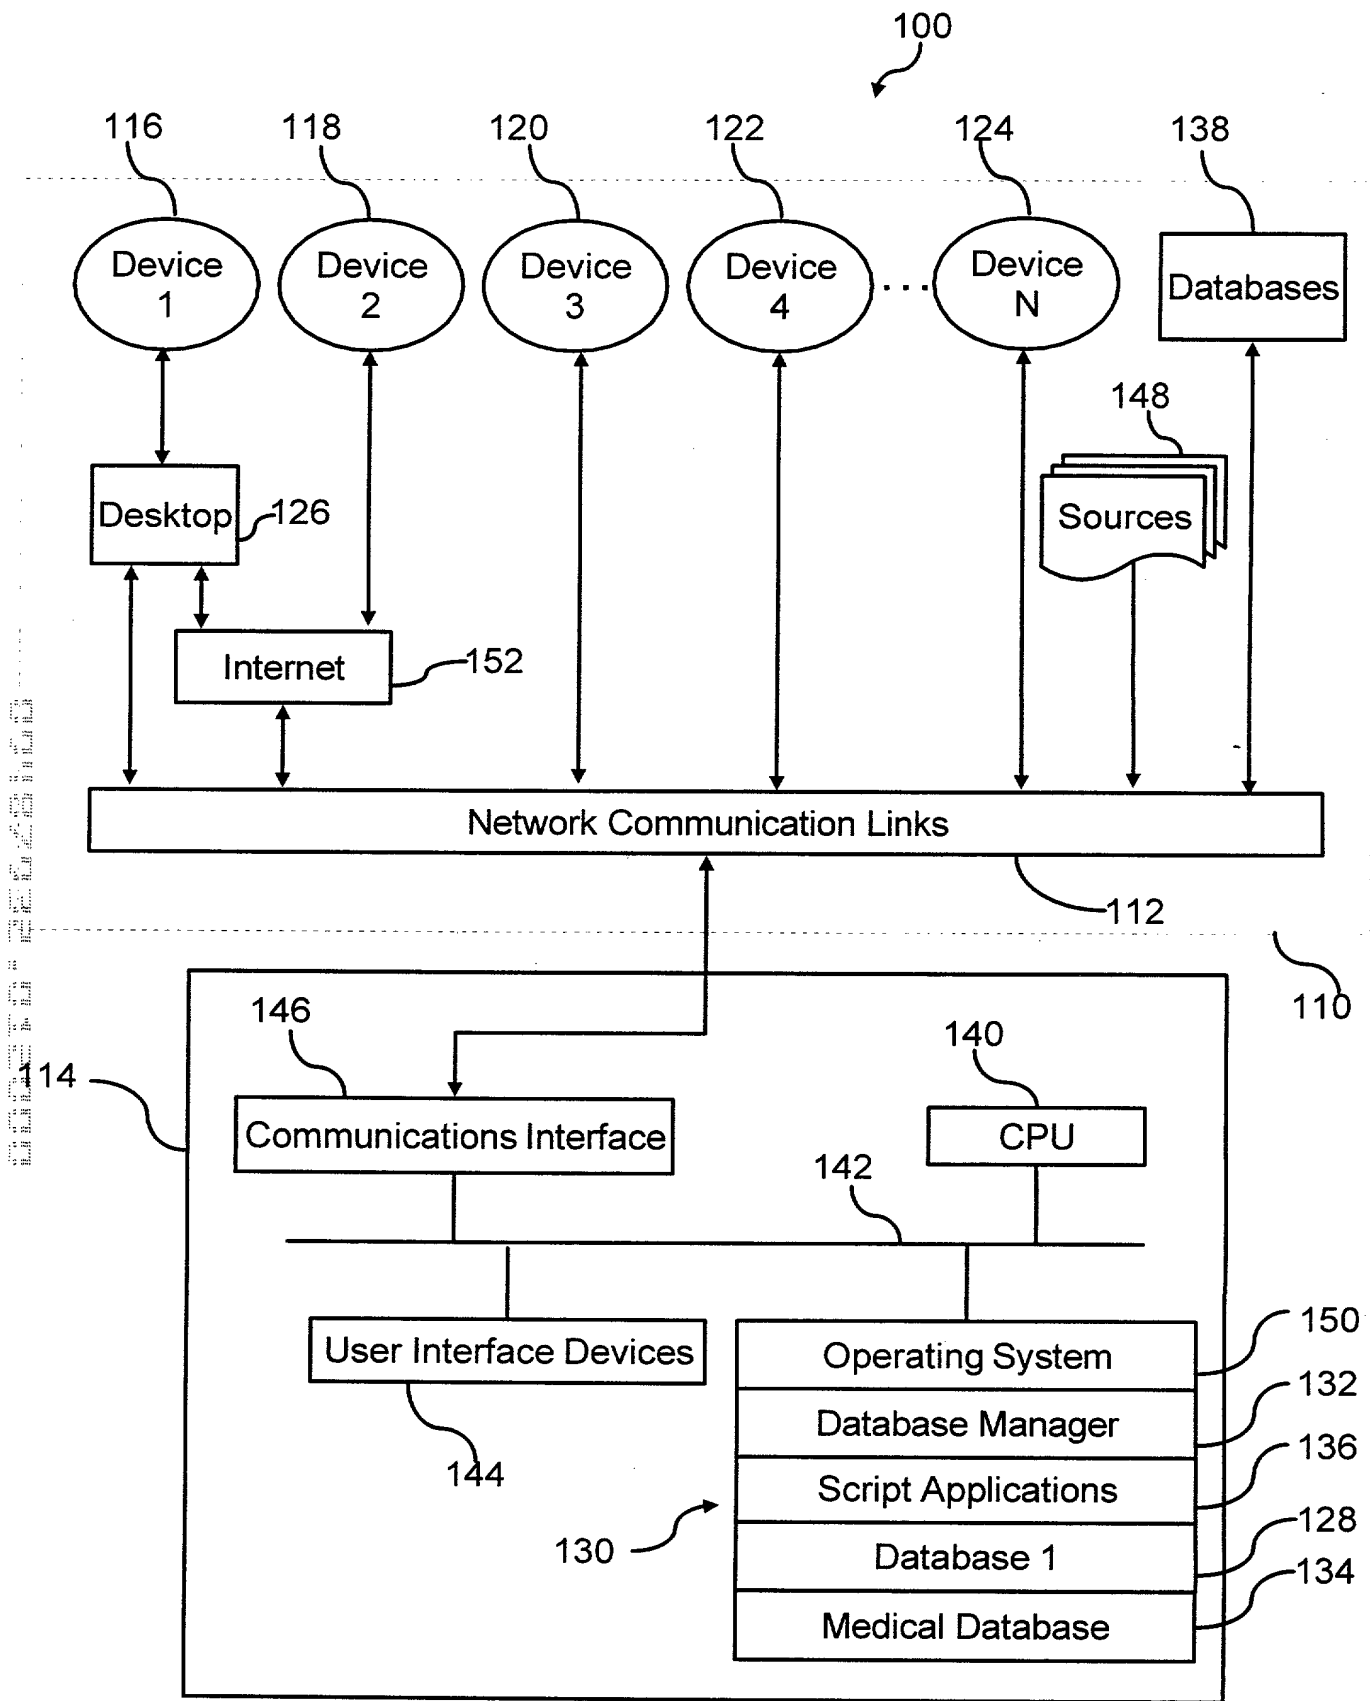 100
116
118
120
122
124
138
Device
1
Device
2
Device
3
Device
4
...
Device
N
Databases
148
Desktop
126
Sources
Internet
152
Network Communication Links
112
110
146
140
114
Communications Interface
CPU
142
User Interface Devices
144
Operating System
150
Database Manager
132
Script Applications
136
130
Database 1
128
Medical Database
134